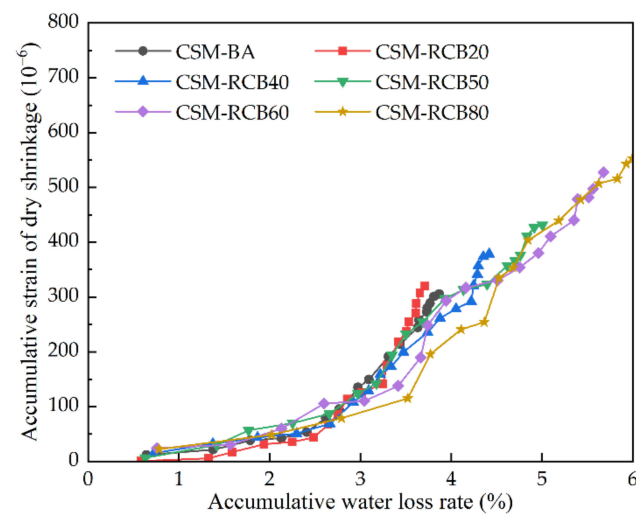 800
700
600
500
400
300
200
100
0
Accumulative strain of dry shrinkage (10⁻⁶)
CSM-BA CSM-RCB20
CSM-RCB40 CSM-RCB50
CSM-RCB60 CSM-RCB80
0 1 2 3 4 5 6
Accumulative water loss rate (%)